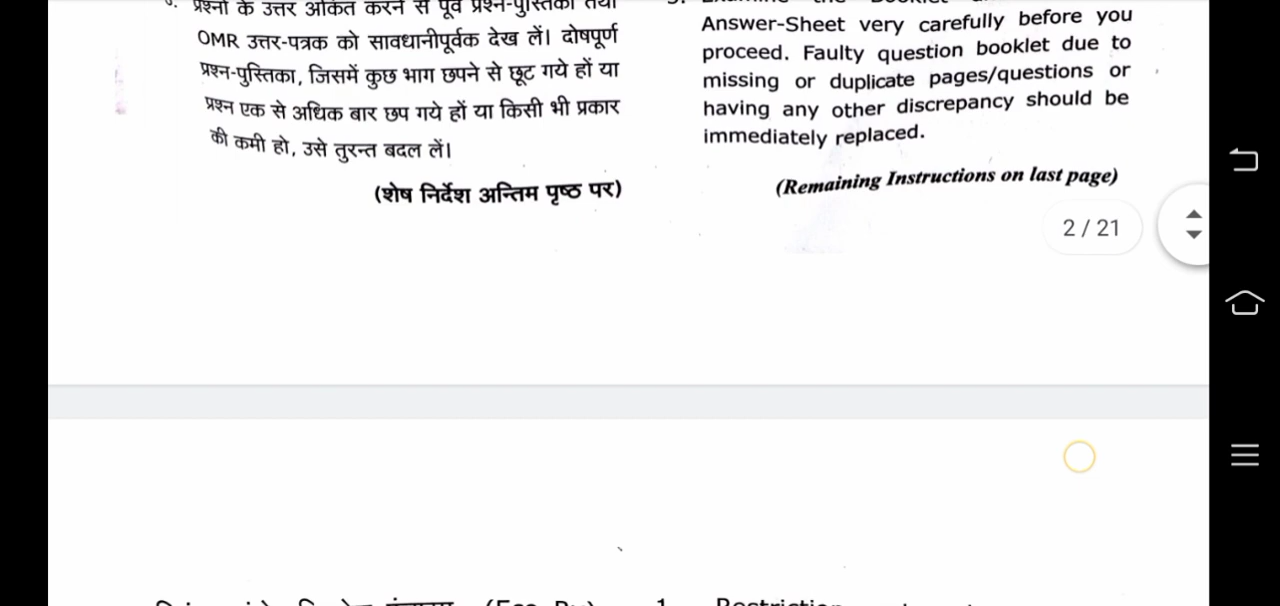 प्रश्नों के उत्तर अंकित करने से पूर्व प्रश्न-पुस्तिका तथा
OMR उत्तर-पत्रक को सावधानीपूर्वक देख लें। दोषपूर्ण
प्रश्न-पुस्तिका, जिसमें कुछ भाग छपने से छूट गये हों या
प्रश्न एक से अधिक बार छप गये हों या किसी भी प्रकार
की कमी हो, उसे तुरन्त बदल लें।
(शेष निर्देश अन्तिम पृष्ठ पर)
Answer-Sheet very carefully before you
proceed. Faulty question booklet due to
missing or duplicate pages/questions or
having any other discrepancy should be
immediately replaced.
(Remaining Instructions on last page)
2 / 21